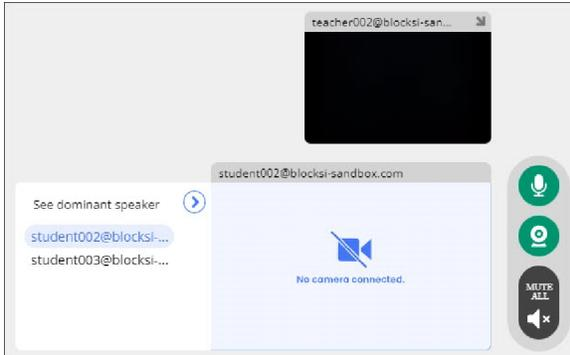 teacher002@blocksi-san...
student002@blocksi-sandbox.com
See dominant speaker
student002@blocksi-...
student003@blocksi-...
No camera connected.
MUTE
ALL